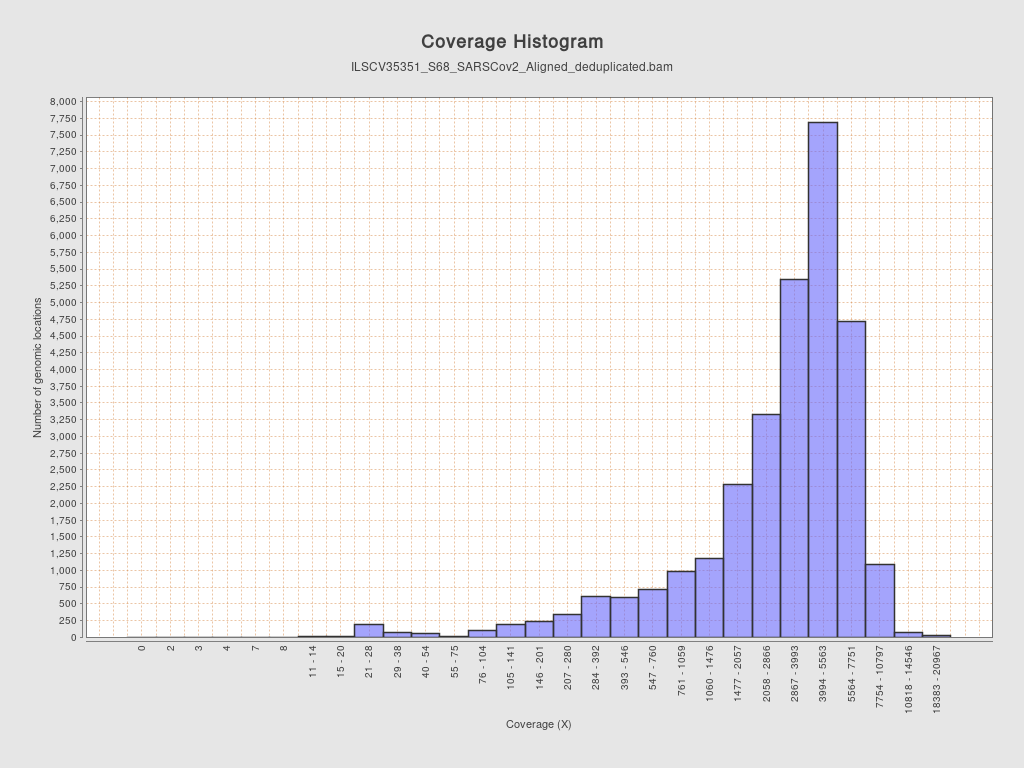 Coverage Histogram
ILSCV35351_S68_SARSCov2_Aligned_deduplicated.bam
Number of genomic locations
8,000
7,750
7,500
7,250
7,000
6,750
6,500
6,250
6,000
5,750
5,500
5,250
5,000
4,750
4,500
4,250
4,000
3,750
3,500
3,250
3,000
2,750
2,500
2,250
2,000
1,750
1,500
1,250
1,000
750
500
250
0
0
2
3
4
7
8
11 - 14
15 - 20
21 - 28
29 - 38
40 - 54
55 - 75
76 - 104
105 - 141
146 - 201
207 - 280
284 - 392
393 - 546
547 - 760
761 - 1059
1060 - 1476
1477 - 2057
2058 - 2866
2867 - 3993
3994 - 5563
5564 - 7751
7754 - 10797
10818 - 14546
18383 - 20967
Coverage (X)